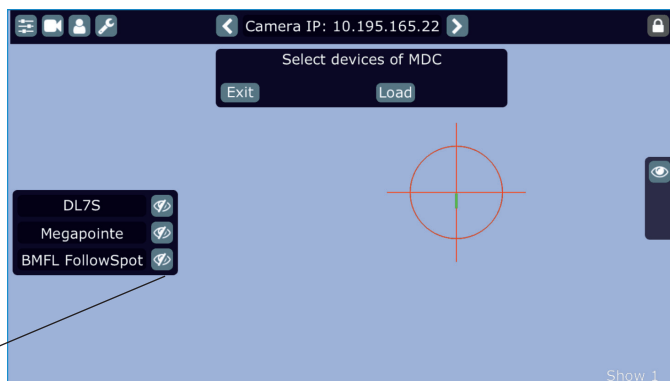 Camera IP: 10.195.165.22
Select devices of MDC
Exit Load
DL7S
Megapointe
BMFL FollowSpot
Show 1